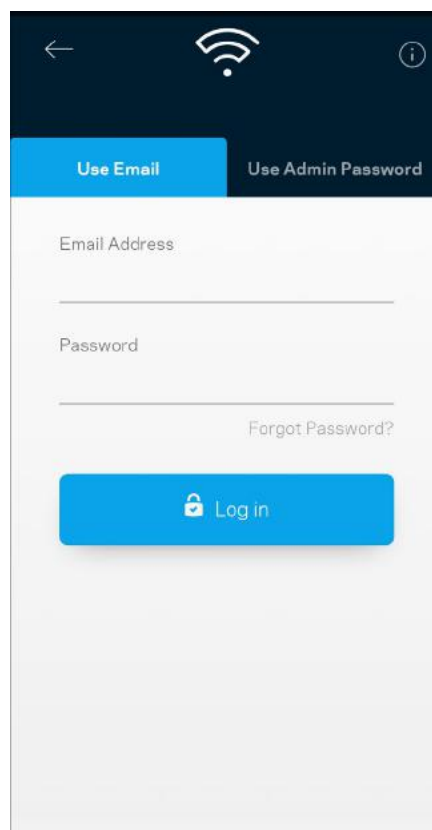 Use Email
Use Admin Password
Email Address
Password
Forgot Password?
Log in